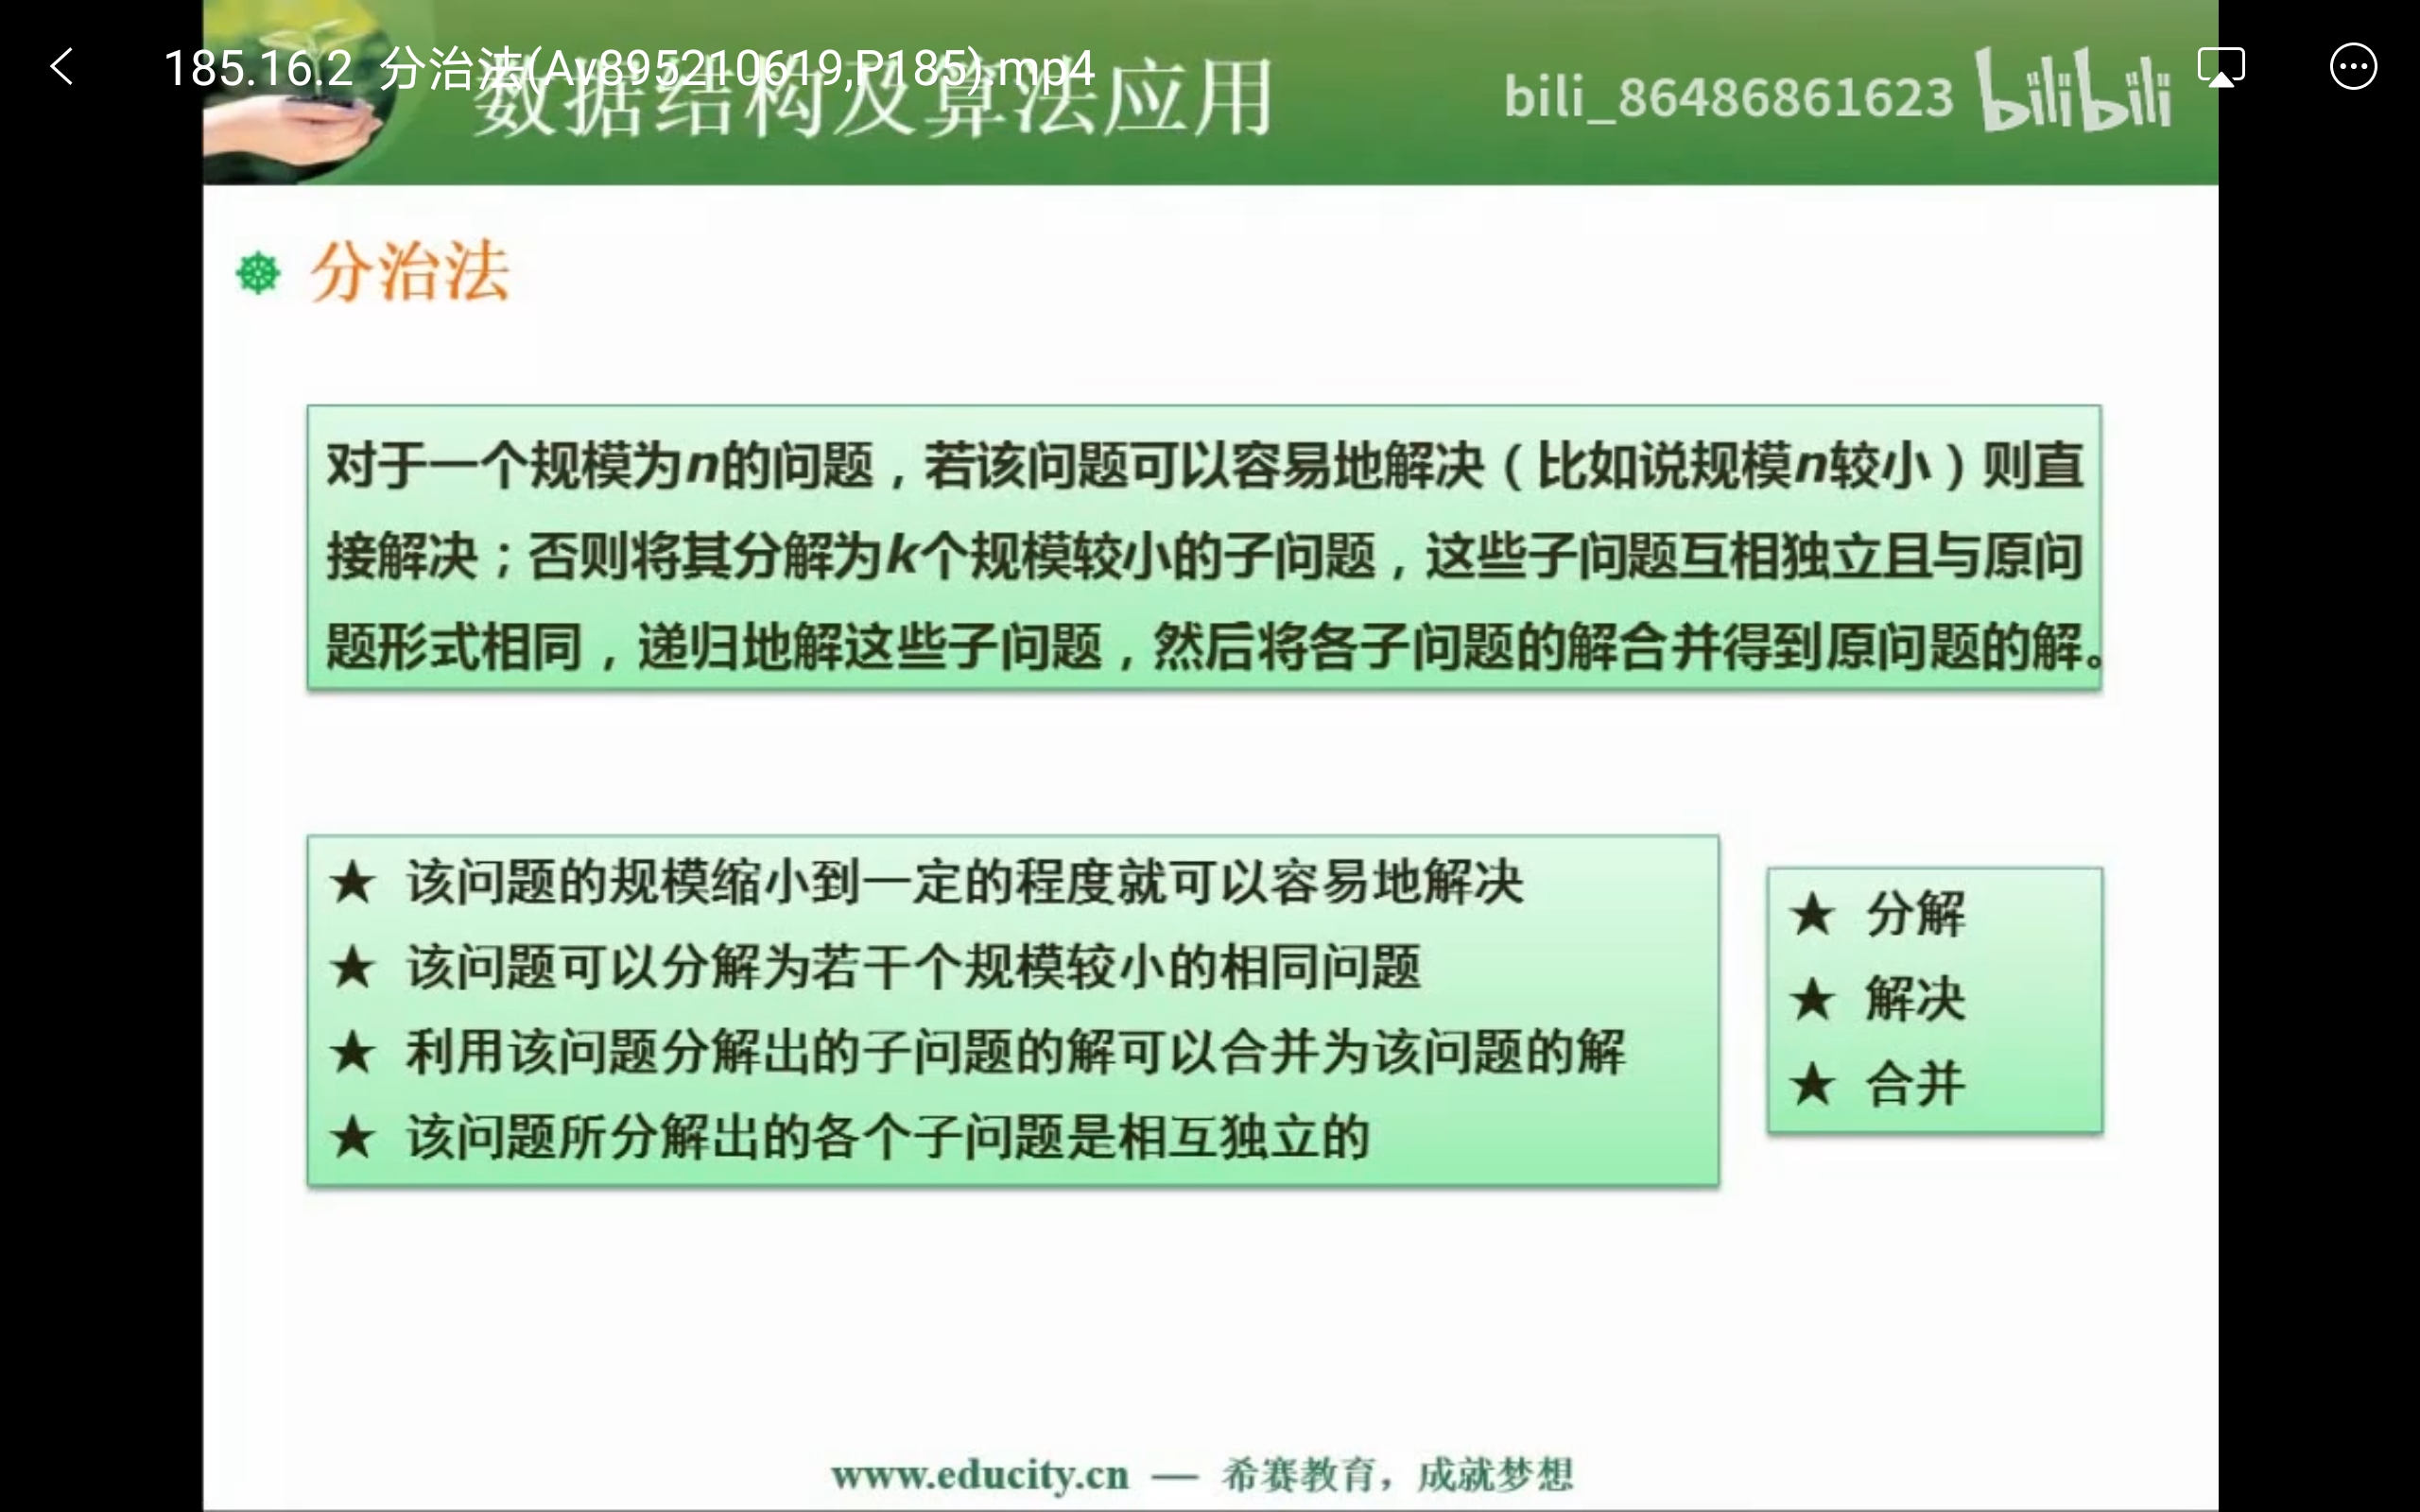 185.16.2 分治法(Av895210619,P185).mp4
数据结构及算法应用
bili_86486861623 bilibili
分治法
对于一个规模为n的问题，若该问题可以容易地解决（比如说规模n较小）则直
接解决；否则将其分解为k个规模较小的子问题，这些子问题互相独立且与原问
题形式相同，递归地解这些子问题，然后将各子问题的解合并得到原问题的解。
★ 该问题的规模缩小到一定的程度就可以容易地解决
★ 该问题可以分解为若干个规模较小的相同问题
★ 利用该问题分解出的子问题的解可以合并为该问题的解
★ 该问题所分解出的各个子问题是相互独立的
★ 分解
★ 解决
★ 合并
www.educity.cn — 希赛教育，成就梦想